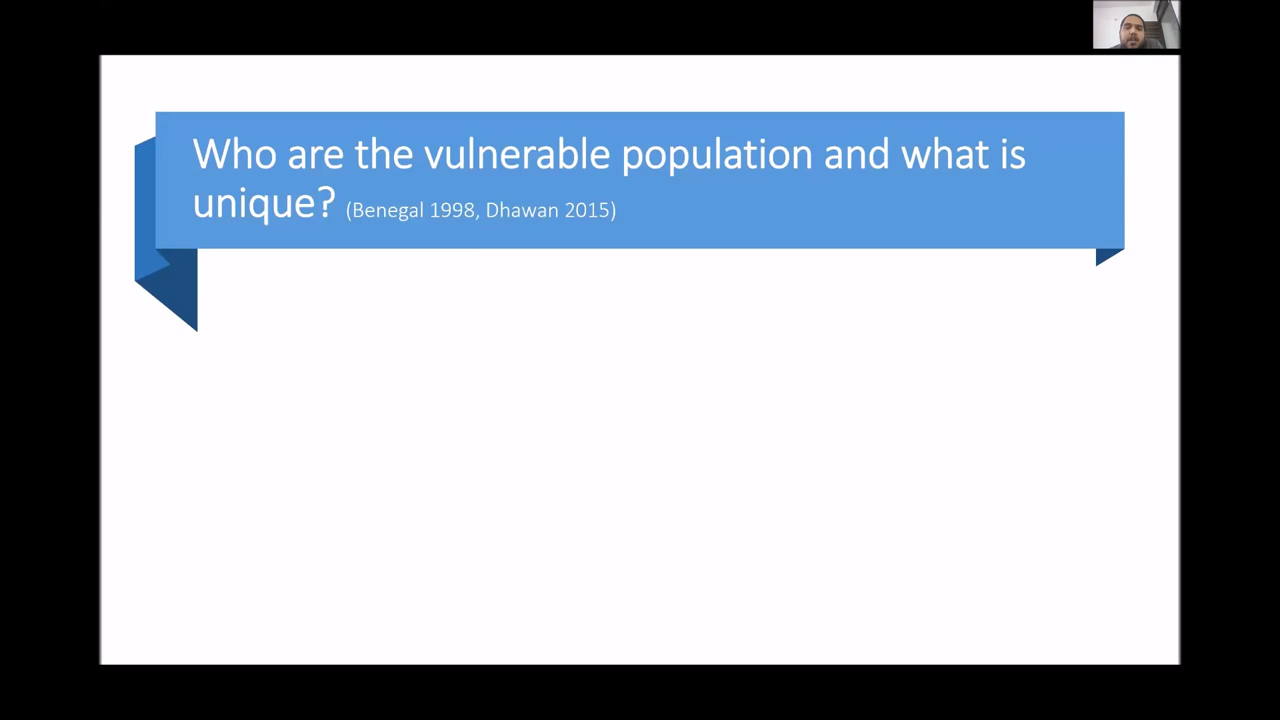 Who are the vulnerable population and what is
unique? (Benegal 1998, Dhawan 2015)